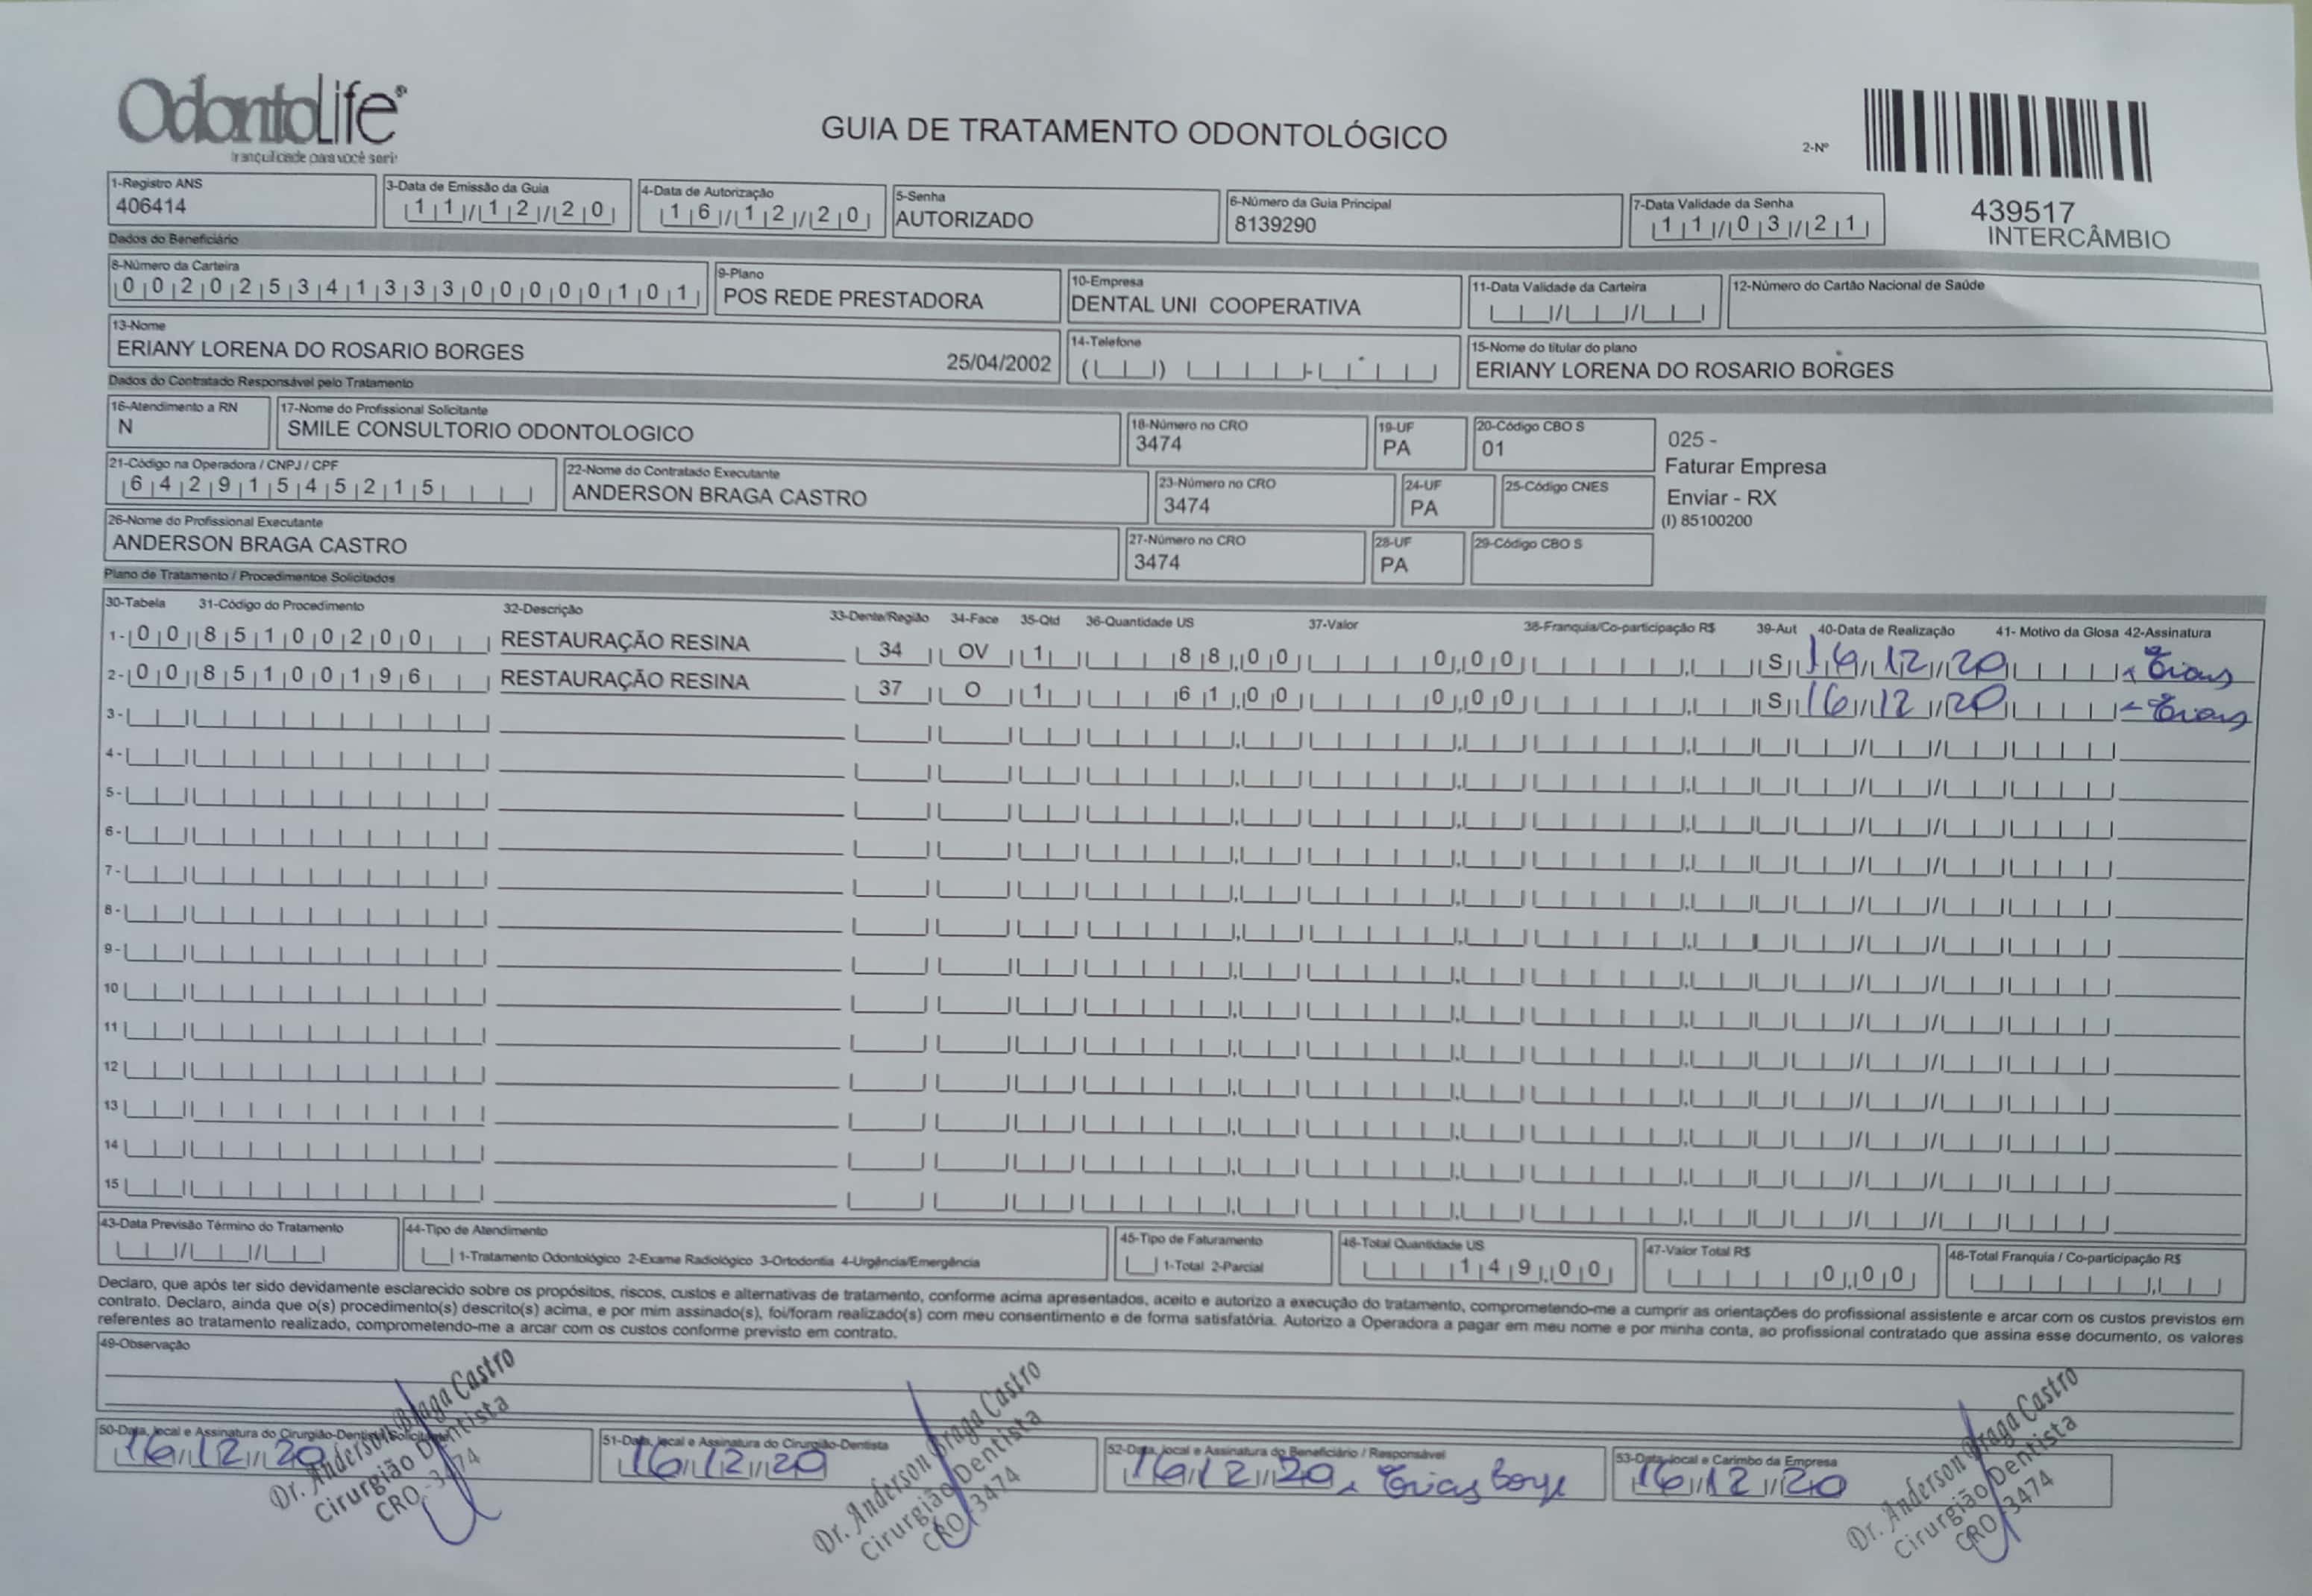 OdontoLife®
tranquilidade para você sorrir
GUIA DE TRATAMENTO ODONTOLÓGICO
2-Nº
439517
INTERCÂMBIO
1-Registro ANS
406414
3-Data de Emissão da Guia
11/12/20
4-Data de Autorização
16/12/20
5-Senha
AUTORIZADO
6-Número da Guia Principal
8139290
7-Data Validade da Senha
11/03/21
Dados do Beneficiário
8-Número da Carteira
00202534133300000101
9-Plano
POS REDE PRESTADORA
10-Empresa
DENTAL UNI COOPERATIVA
11-Data Validade da Carteira
12-Número do Cartão Nacional de Saúde
13-Nome
ERIANY LORENA DO ROSARIO BORGES 25/04/2002
14-Telefone
15-Nome do titular do plano
ERIANY LORENA DO ROSARIO BORGES
Dados do Contratado Responsável pelo Tratamento
16-Atendimento a RN
N
17-Nome do Profissional Solicitante
SMILE CONSULTORIO ODONTOLOGICO
18-Número no CRO
3474
19-UF
PA
20-Código CBO S
01
025 -
Faturar Empresa
Enviar - RX
(I) 85100200
21-Código na Operadora / CNPJ / CPF
64291545215
22-Nome do Contratado Executante
ANDERSON BRAGA CASTRO
23-Número no CRO
3474
24-UF
PA
25-Código CNES
26-Nome do Profissional Executante
ANDERSON BRAGA CASTRO
27-Número no CRO
3474
28-UF
PA
29-Código CBO S
Plano de Tratamento / Procedimentos Solicitados
30-Tabela 31-Código do Procedimento 32-Descrição 33-Dente/Região 34-Face 35-Qtd 36-Quantidade US 37-Valor 38-Franquia/Co-participação R$ 39-Aut 40-Data de Realização 41- Motivo da Glosa 42-Assinatura
1- 00 85100200 RESTAURAÇÃO RESINA 34 OV 1 88,00 0,00 S 16/12/20
2- 00 85100196 RESTAURAÇÃO RESINA 37 O 1 61,00 0,00 S 16/12/20
3-
4-
5-
6-
7-
8-
9-
10
11
12
13
14
15
43-Data Previsão Término do Tratamento
44-Tipo de Atendimento
1-Tratamento Odontológico 2-Exame Radiológico 3-Ortodontia 4-Urgência/Emergência
45-Tipo de Faturamento
1-Total 2-Parcial
46-Total Quantidade US
149,00
47-Valor Total R$
0,00
48-Total Franquia / Co-participação R$
Declaro, que após ter sido devidamente esclarecido sobre os propósitos, riscos, custos e alternativas de tratamento, conforme acima apresentados, aceito e autorizo a execução do tratamento, comprometendo-me a cumprir as orientações do profissional assistente e arcar com os custos previstos em
contrato. Declaro, ainda que o(s) procedimento(s) descrito(s) acima, e por mim assinado(s), foi/foram realizado(s) com meu consentimento e de forma satisfatória. Autorizo a Operadora a pagar em meu nome e por minha conta, ao profissional contratado que assina esse documento, os valores
referentes ao tratamento realizado, comprometendo-me a arcar com os custos conforme previsto em contrato.
49-Observação
50-Data, local e Assinatura do Cirurgião-Dentista Solicitante
16/12/20
Dr. Anderson Braga Castro
Cirurgião Dentista
CRO - 3474
51-Data, local e Assinatura do Cirurgião-Dentista
16/12/20
Dr. Anderson Braga Castro
Cirurgião Dentista
CRO - 3474
52-Data, local e Assinatura do Beneficiário / Responsável
16/12/20
53-Data, local e Carimbo da Empresa
16/12/20
Dr. Anderson Braga Castro
Cirurgião Dentista
CRO - 3474